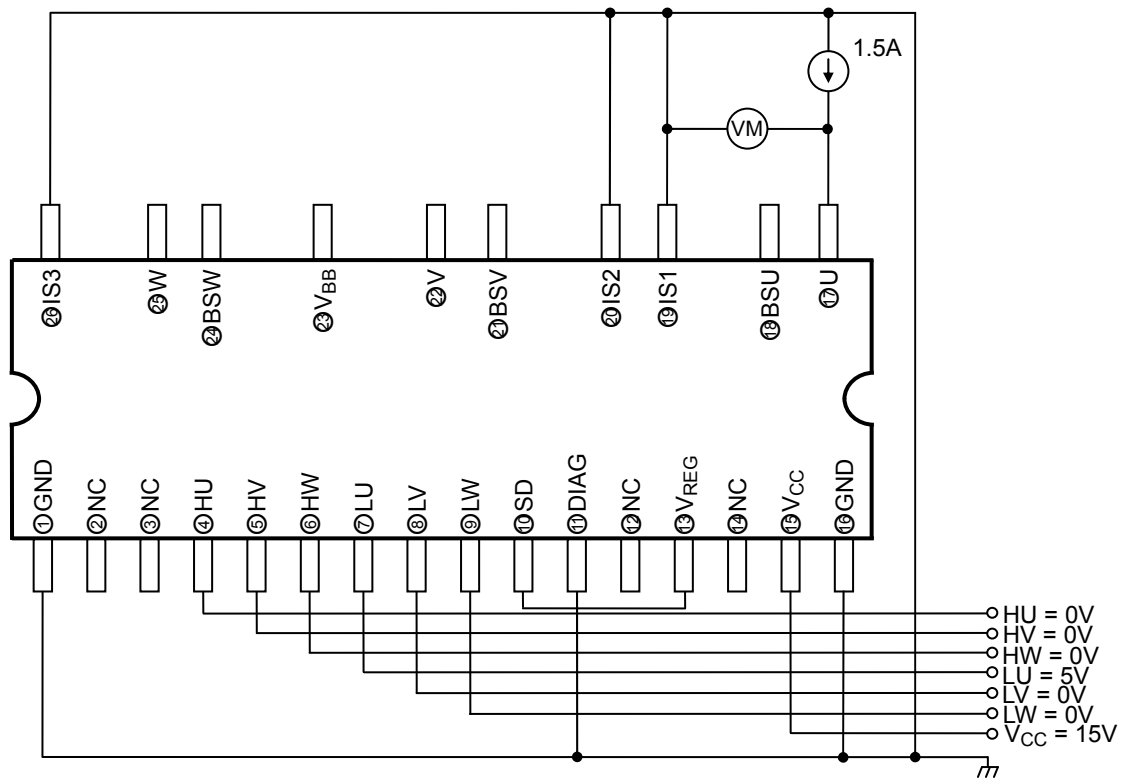 1.5A
VM
㉖IS3
㉕W
㉔BSW
㉓VBB
㉒V
㉑BSV
⑳IS2
⑲IS1
⑱BSU
⑰U
①GND
②NC
③NC
④HU
⑤HV
⑥HW
⑦LU
⑧LV
⑨LW
⑩SD
⑪DIAG
⑫NC
⑬VREG
⑭NC
⑮VCC
⑯GND
HU = 0V
HV = 0V
HW = 0V
LU = 5V
LV = 0V
LW = 0V
VCC = 15V